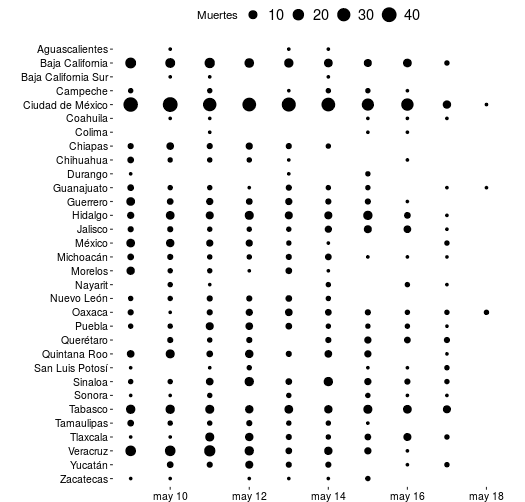 Muertes 10 20 30 40
Aguascalientes
Baja California
Baja California Sur
Campeche
Ciudad de México
Coahuila
Colima
Chiapas
Chihuahua
Durango
Guanajuato
Guerrero
Hidalgo
Jalisco
México
Michoacán
Morelos
Nayarit
Nuevo León
Oaxaca
Puebla
Querétaro
Quintana Roo
San Luis Potosí
Sinaloa
Sonora
Tabasco
Tamaulipas
Tlaxcala
Veracruz
Yucatán
Zacatecas
may 10 may 12 may 14 may 16 may 18